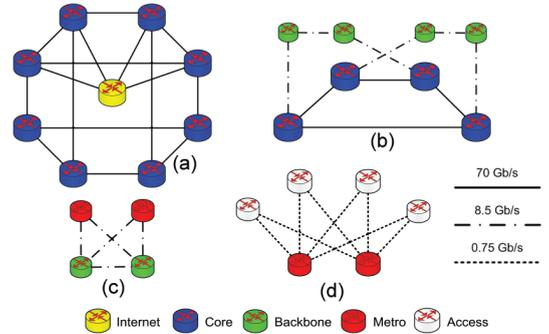 (a)
(b)
70 Gb/s
8.5 Gb/s
0.75 Gb/s
(c)
(d)
Internet Core Backbone Metro Access